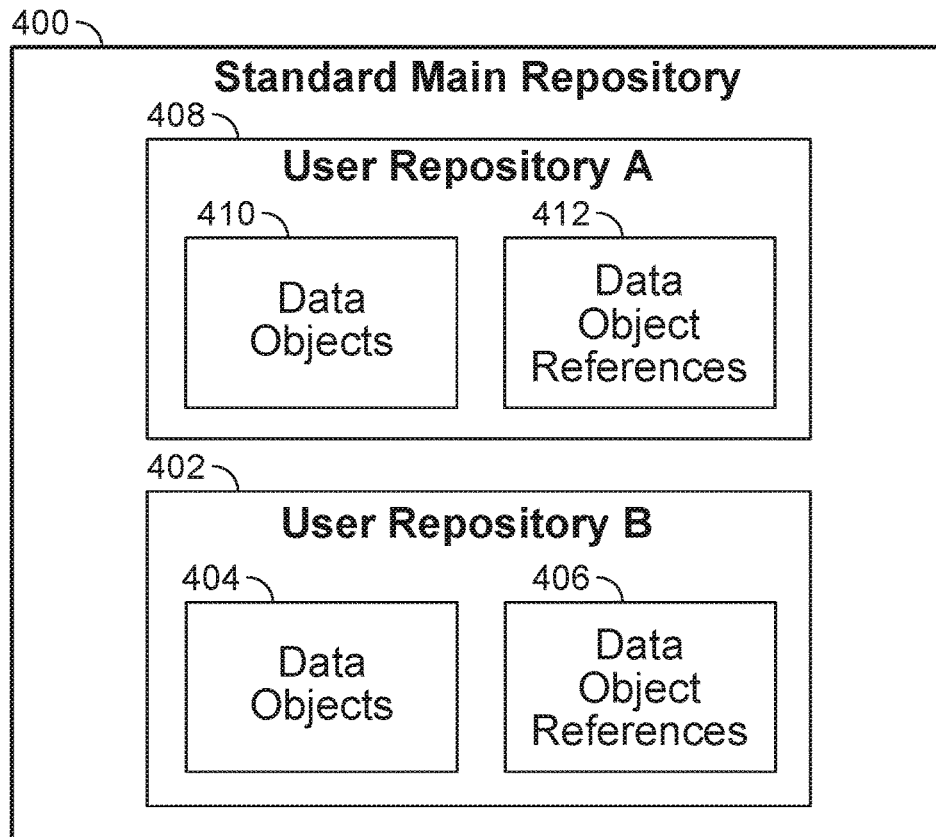 400
Standard Main Repository
408
User Repository A
410
412
Data
Objects
Data
Object
References
402
User Repository B
404
406
Data
Objects
Data
Object
References